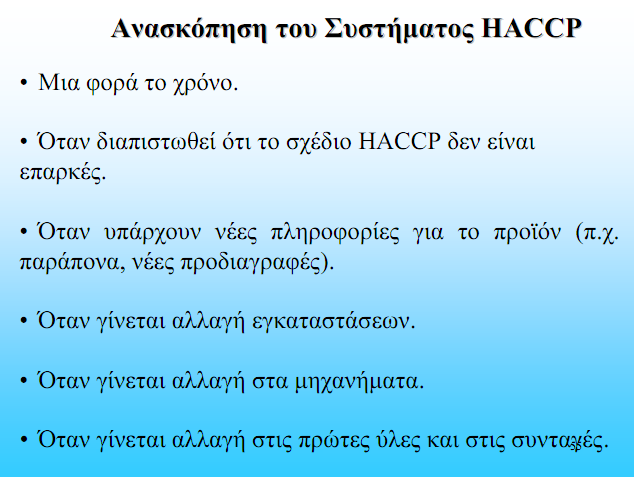 Ανασκόπηση του Συστήματος HACCP
• Μια φορά το χρόνο.
• Όταν διαπιστωθεί ότι το σχέδιο HACCP δεν είναι
επαρκές.
• Όταν υπάρχουν νέες πληροφορίες για το προϊόν (π.χ.
παράπονα, νέες προδιαγραφές).
• Όταν γίνεται αλλαγή εγκαταστάσεων.
• Όταν γίνεται αλλαγή στα μηχανήματα.
• Όταν γίνεται αλλαγή στις πρώτες ύλες και στις συνταγές.